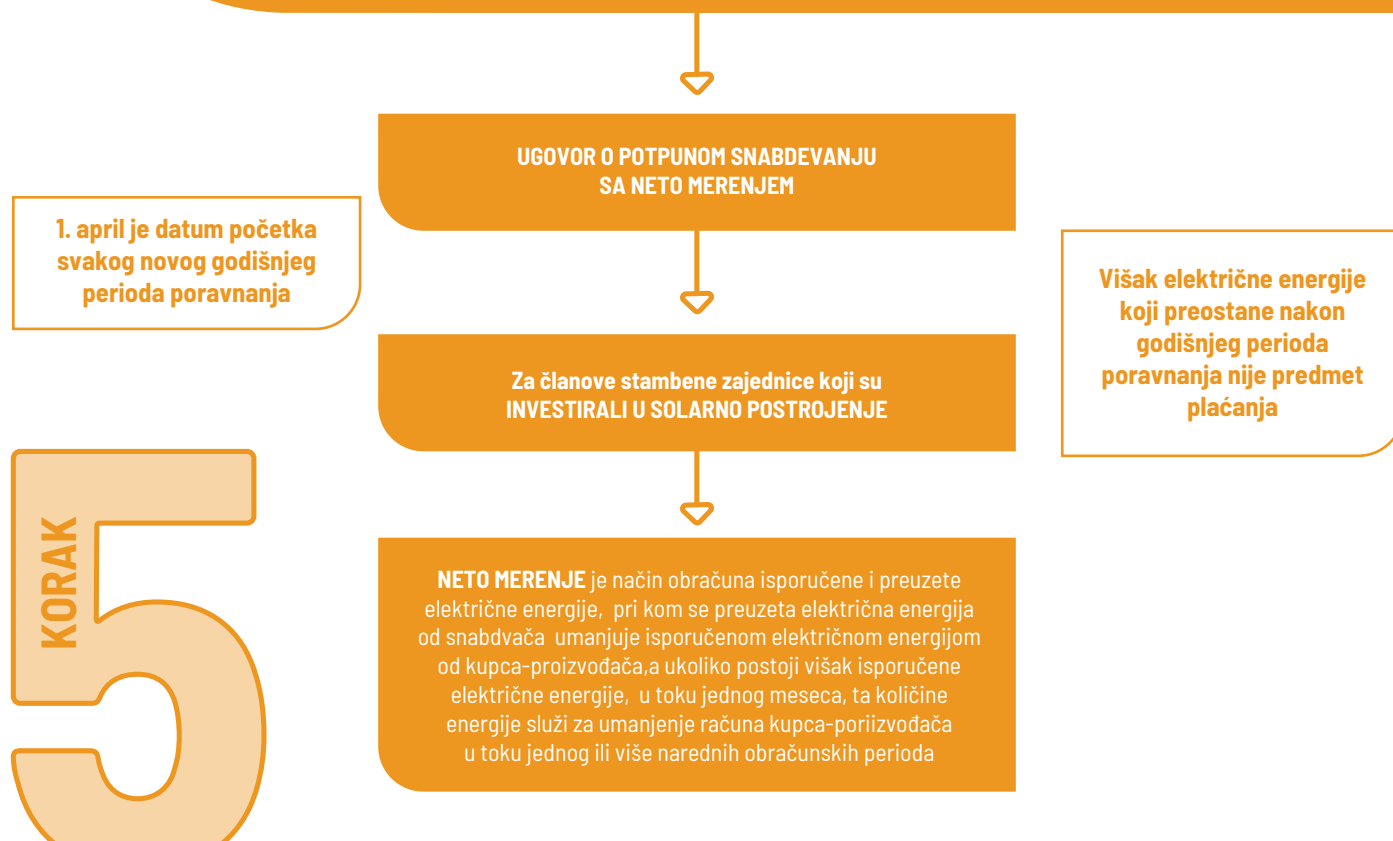 UGOVOR O POTPUNOM SNABDEVANJU
SA NETO MERENJEM
1. april je datum početka
svakog novog godišnjeg
perioda poravnanja
Višak električne energije
koji preostane nakon
godišnjeg perioda
poravnanja nije predmet
plaćanja
Za članove stambene zajednice koji su
INVESTIRALI U SOLARNO POSTROJENJE
KORAK
5
NETO MERENJE je način obračuna isporučene i preuzete
električne energije, pri kom se preuzeta električna energija
od snabdvača umanjuje isporučenom električnom energijom
od kupca-proizvođača,a ukoliko postoji višak isporučene
električne energije, u toku jednog meseca, ta količine
energije služi za umanjenje računa kupca-poriizvođača
u toku jednog ili više narednih obračunskih perioda